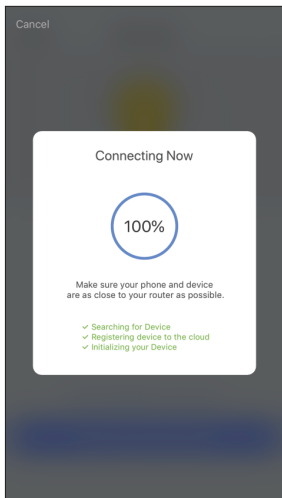 Cancel
Connecting Now
100%
Make sure your phone and device
are as close to your router as possible.
✓ Searching for Device
✓ Registering device to the cloud
✓ Initializing your Device